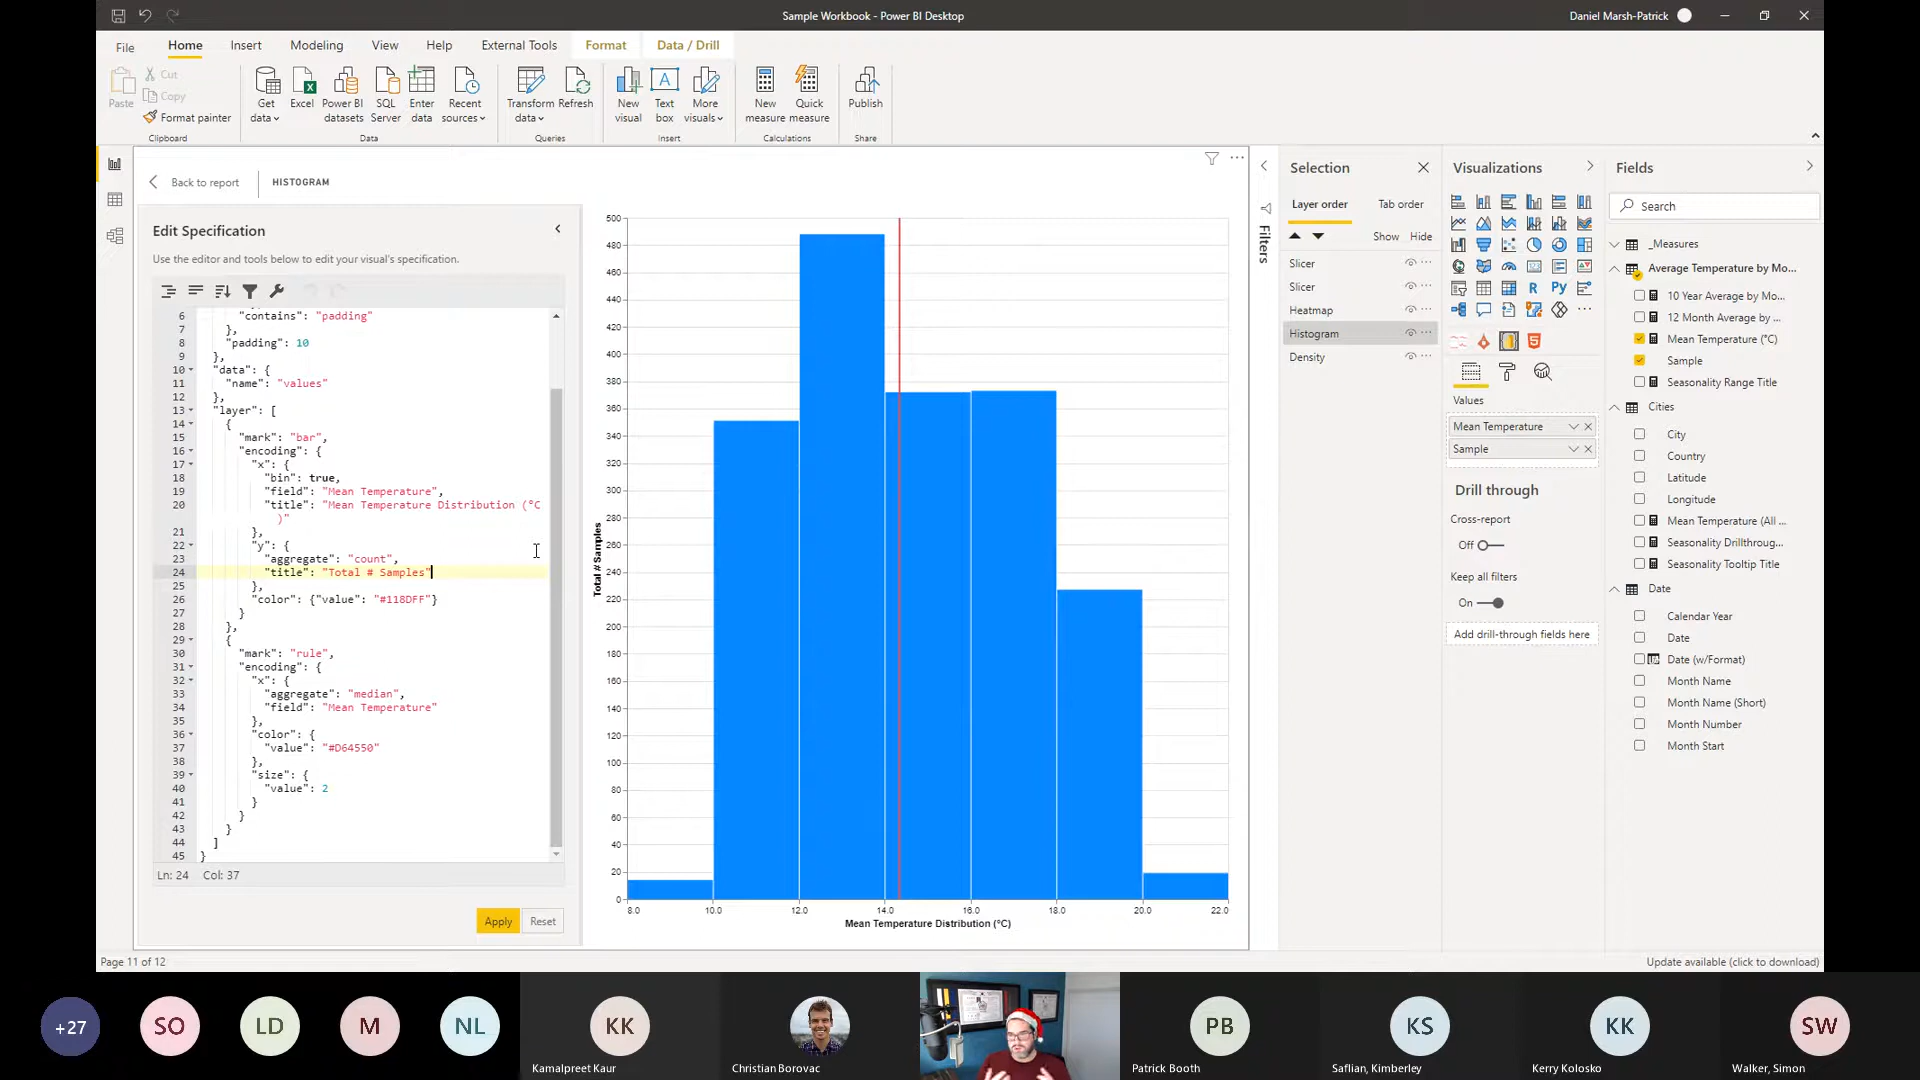 Sample Workbook - Power BI Desktop
Daniel Marsh-Patrick
File
Home
Insert
Modeling
View
Help
External Tools
Format
Data / Drill
Paste
Cut
Copy
Format painter
Clipboard
Get data
Excel
Power BI datasets
SQL Server
Enter data
Recent sources
Data
Transform data
Refresh
Queries
New visual
Text box
More visuals
Insert
New measure
Quick measure
Calculations
Publish
Share
Back to report
HISTOGRAM
Edit Specification
Use the editor and tools below to edit your visual's specification.
6 "contains": "padding"
7 },
8 "padding": 10
9 },
10 "data": {
11 "name": "values"
12 },
13 "layer": [
14 {
15 "mark": "bar",
16 "encoding": {
17 "x": {
18 "bin": true,
19 "field": "Mean Temperature",
20 "title": "Mean Temperature Distribution (°C
)"
21 },
22 "y": {
23 "aggregate": "count",
24 "title": "Total # Samples"
25 },
26 "color": {"value": "#118DFF"}
27 }
28 },
29 {
30 "mark": "rule",
31 "encoding": {
32 "x": {
33 "aggregate": "median",
34 "field": "Mean Temperature"
35 },
36 "color": {
37 "value": "#D64550"
38 },
39 "size": {
40 "value": 2
41 }
42 }
43 }
44 ]
45 }
Ln: 24 Col: 37
Apply
Reset
Total # Samples
500
480
460
440
420
400
380
360
340
320
300
280
260
240
220
200
180
160
140
120
100
80
60
40
20
0
8.0 10.0 12.0 14.0 16.0 18.0 20.0 22.0
Mean Temperature Distribution (°C)
Filters
Selection
Layer order
Tab order
Show
Hide
Slicer
Slicer
Heatmap
Histogram
Density
Visualizations
R
Py
Values
Mean Temperature
Sample
Drill through
Cross-report
Off
Keep all filters
On
Add drill-through fields here
Fields
Search
_Measures
Average Temperature by Mo...
10 Year Average by Mo...
12 Month Average by ...
Mean Temperature (°C)
Sample
Seasonality Range Title
Cities
City
Country
Latitude
Longitude
Mean Temperature (All ...
Seasonality Drillthroug...
Seasonality Tooltip Title
Date
Calendar Year
Date
Date (w/Format)
Month Name
Month Name (Short)
Month Number
Month Start
Page 11 of 12
Update available (click to download)
+27
SO
LD
M
NL
KK
PB
KS
KK
SW
Kamalpreet Kaur
Christian Borovac
Patrick Booth
Saflian, Kimberley
Kerry Kolosko
Walker, Simon